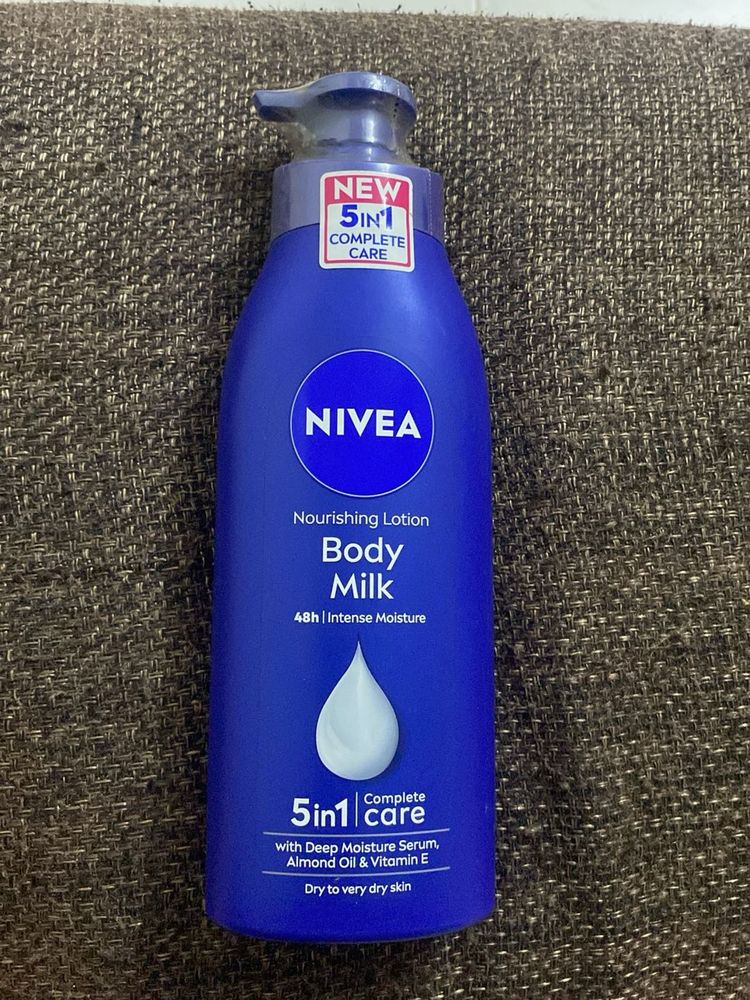 NEW
5IN1
COMPLETE
CARE
NIVEA
Nourishing Lotion
Body
Milk
48h | Intense Moisture
5in1 | Complete care
with Deep Moisture Serum,
Almond Oil & Vitamin E
Dry to very dry skin